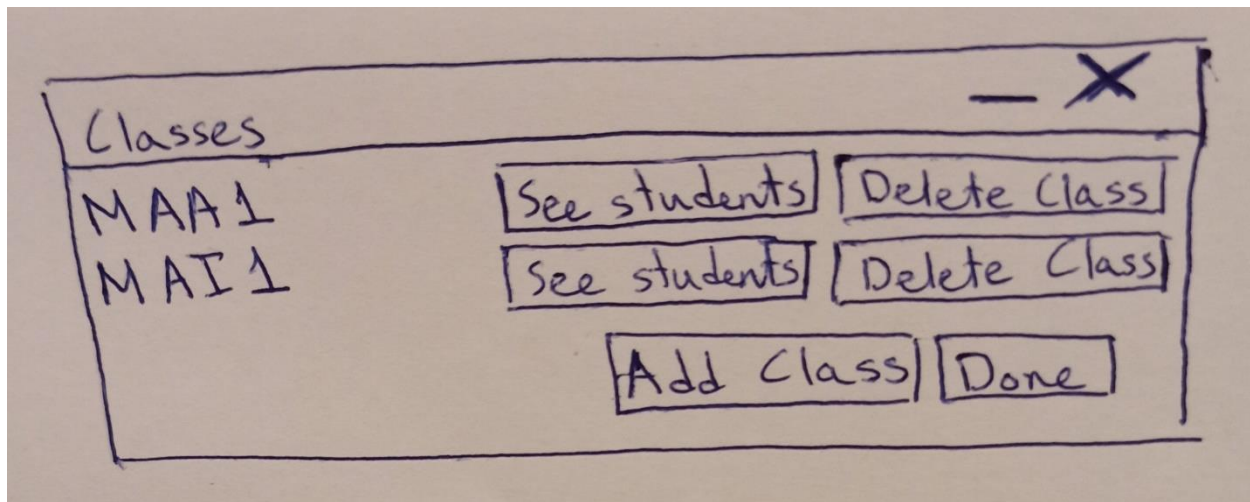 Classes
MAA1 See students Delete Class
MAI1 See students Delete Class
Add Class Done